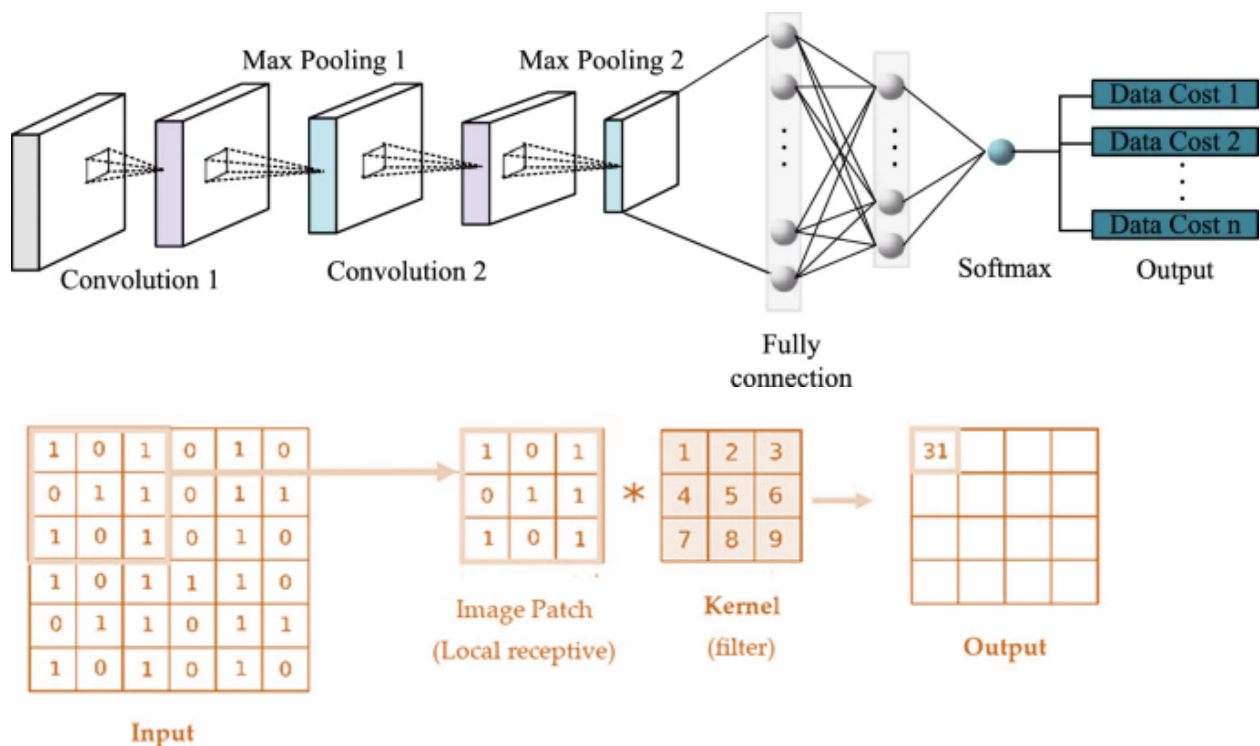 Max Pooling 1
Max Pooling 2
Convolution 1
Convolution 2
Fully
connection
Softmax
Output
Data Cost 1
Data Cost 2
Data Cost n
1 0 1 0 1 0
0 1 1 0 1 1
1 0 1 0 1 0
1 0 1 1 1 0
0 1 1 0 1 1
1 0 1 0 1 0
Input
1 0 1
0 1 1
1 0 1
Image Patch
(Local receptive)
*
1 2 3
4 5 6
7 8 9
Kernel
(filter)
31
Output